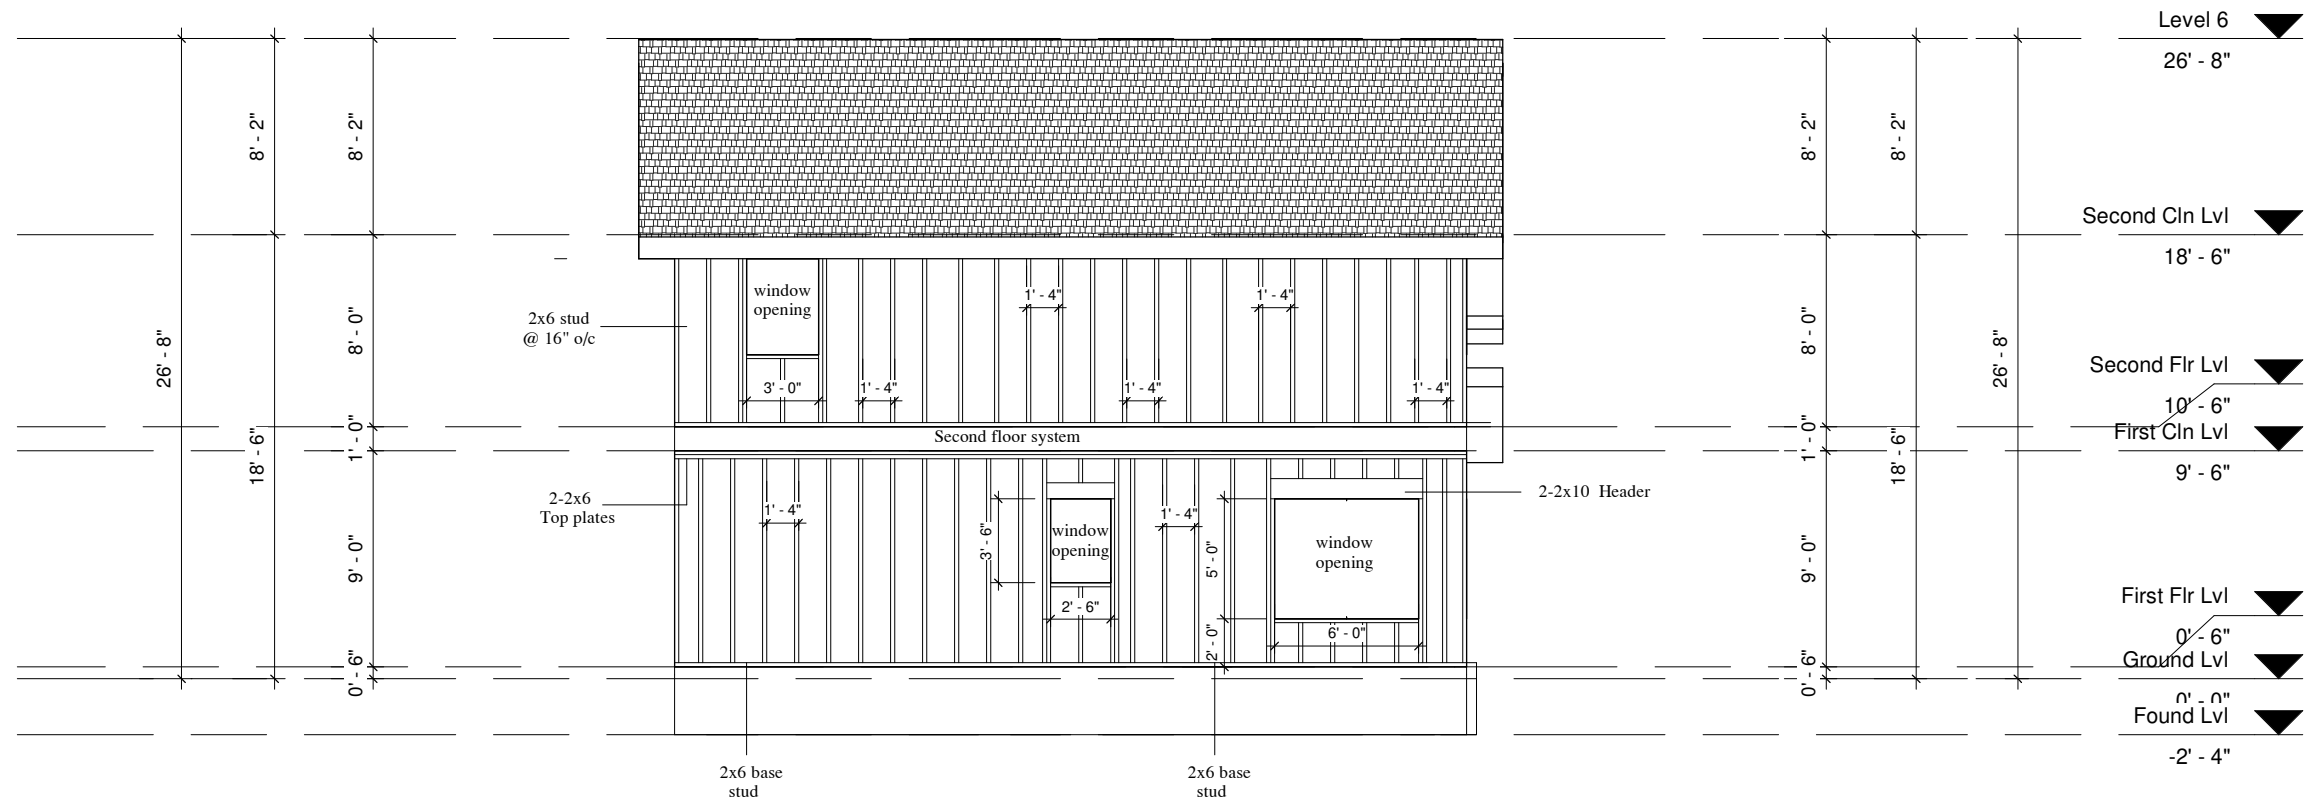 Level 6
26' - 8"
8' - 2"
8' - 2"
8' - 2"
8' - 2"
Second Cln Lvl
18' - 6"
window
opening
1' - 4"
1' - 4"
2x6 stud
@ 16" o/c
26' - 8"
8' - 0"
8' - 0"
26' - 8"
3' - 0"
1' - 4"
1' - 4"
1' - 4"
Second Flr Lvl
10' - 6"
First Cln Lvl
9' - 6"
18' - 6"
1' - 0"
Second floor system
1' - 0"
18' - 6"
2-2x6
Top plates
1' - 4"
3' - 6"
window
opening
1' - 4"
5' - 0"
window
opening
2-2x10 Header
9' - 0"
9' - 0"
2' - 6"
2' - 0"
6' - 0"
First Flr Lvl
0' - 6"
0' - 6"
0' - 6"
Ground Lvl
0' - 0"
Found Lvl
-2' - 4"
2x6 base
stud
2x6 base
stud